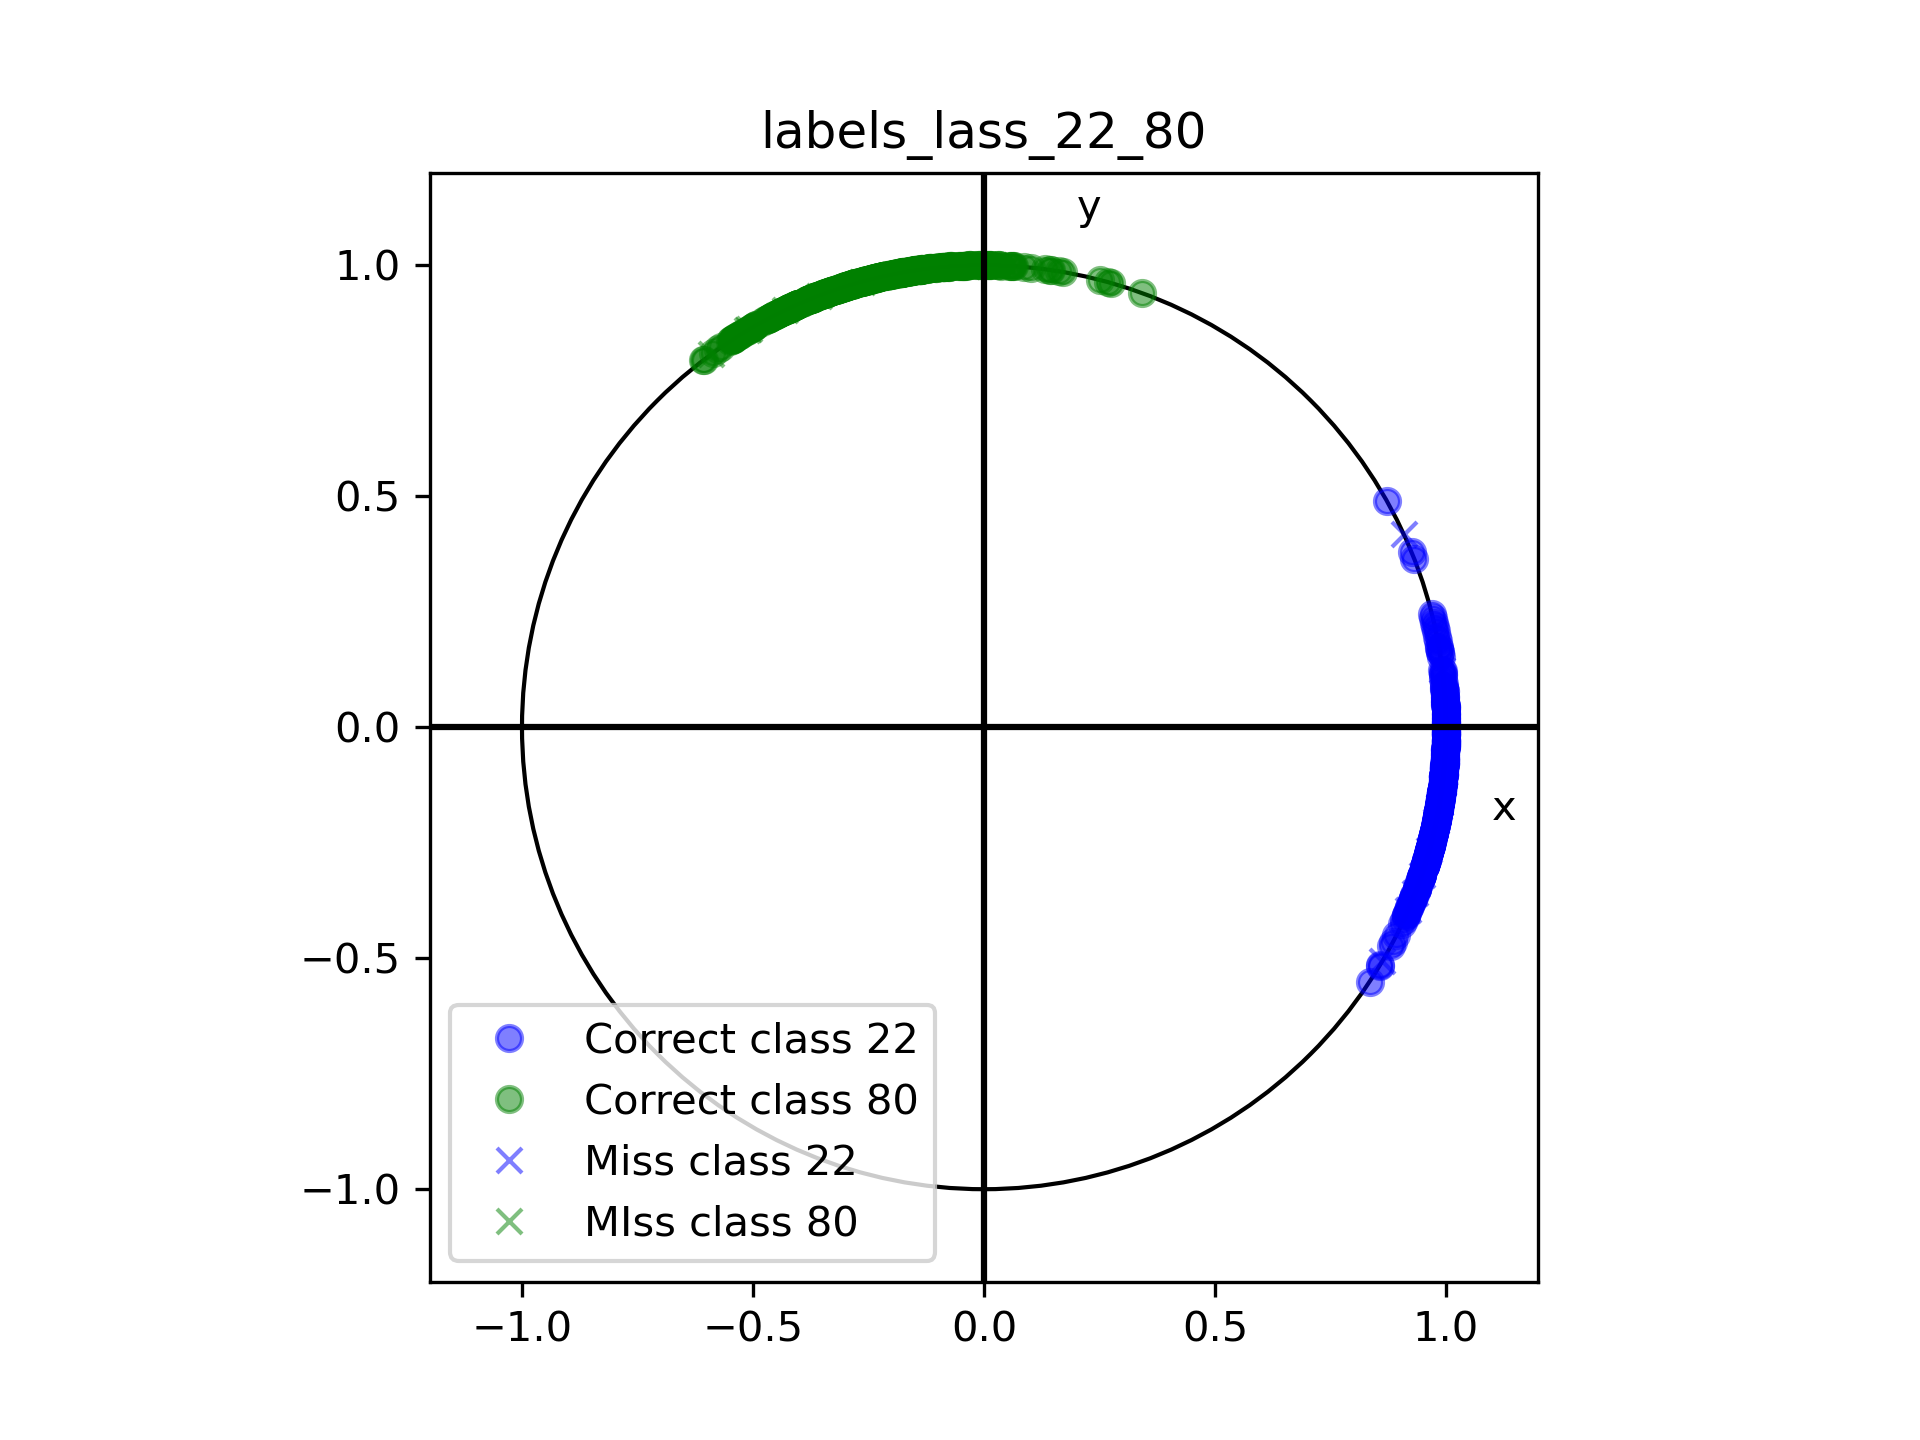 labels_lass_22_80
y
1.0
0.5
0.0
−0.5
−1.0
x
Correct class 22
Correct class 80
Miss class 22
MIss class 80
−1.0 −0.5 0.0 0.5 1.0